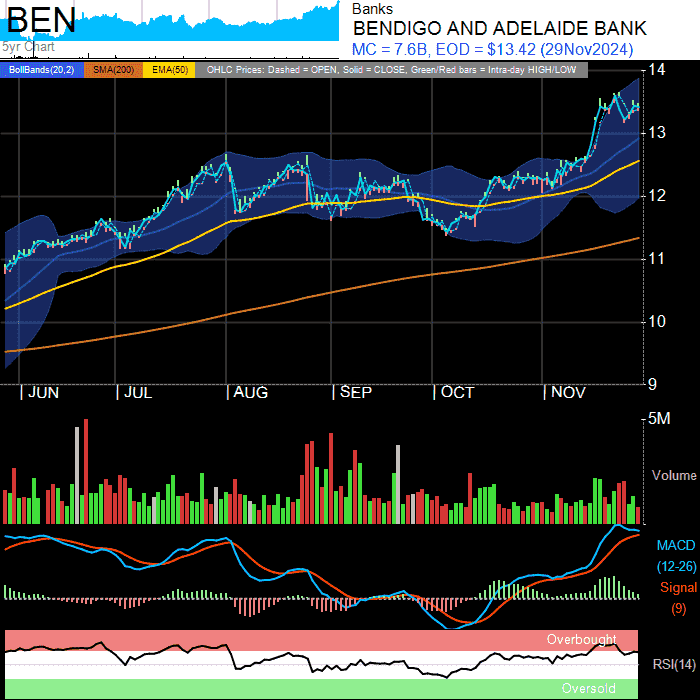 BEN
5yr Chart
Banks
BENDIGO AND ADELAIDE BANK
MC = 7.6B, EOD = $13.42 (29Nov2024)
BollBands(20,2) SMA(200) EMA(50) OHLC Prices: Dashed = OPEN, Solid = CLOSE, Green/Red bars = Intra-day HIGH/LOW
14
13
12
11
10
9
| JUN | JUL | AUG | SEP | OCT | NOV
5M
Volume
MACD
(12-26)
Signal
(9)
Overbought
RSI(14)
Oversold